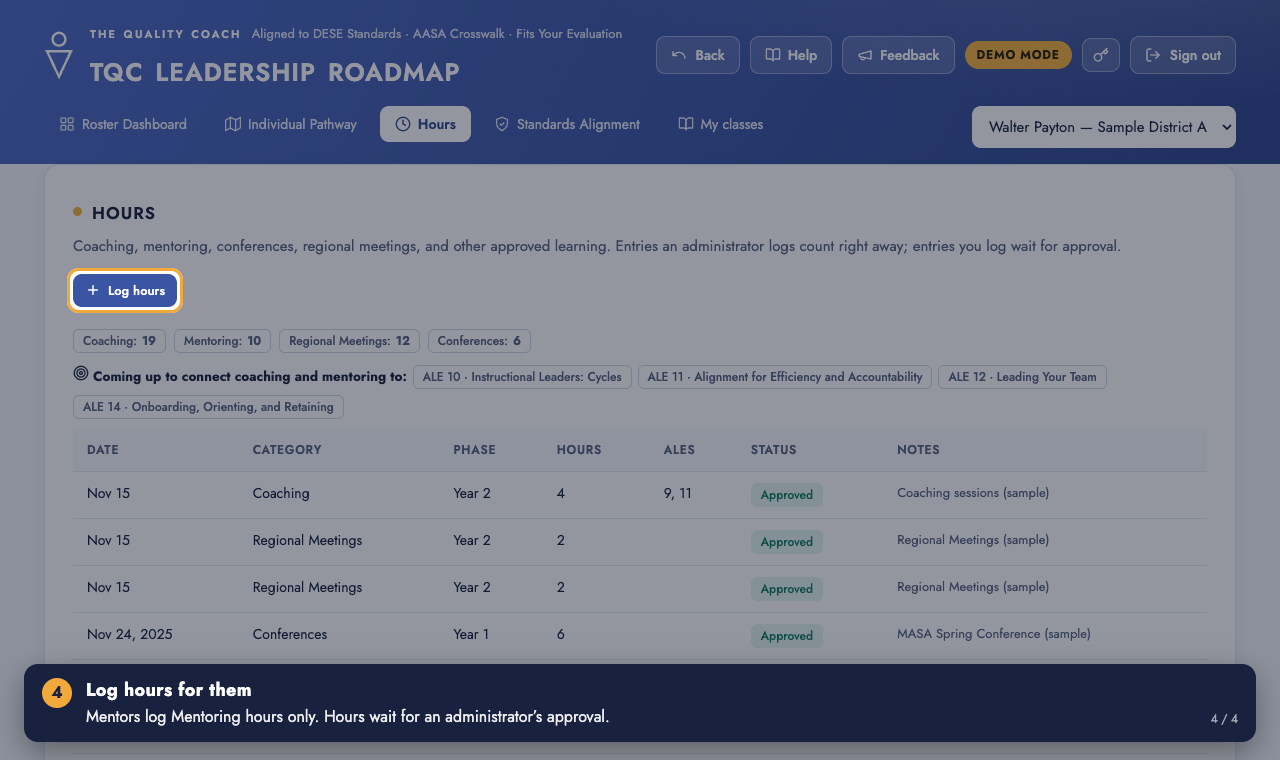 THE QUALITY COACH Aligned to DESE Standards · AASA Crosswalk · Fits Your Evaluation
TQC LEADERSHIP ROADMAP
Back
Help
Feedback
DEMO MODE
Sign out
Roster Dashboard
Individual Pathway
Hours
Standards Alignment
My classes
Walter Payton — Sample District A
HOURS
Coaching, mentoring, conferences, regional meetings, and other approved learning. Entries an administrator logs count right away; entries you log wait for approval.
+ Log hours
Coaching: 19
Mentoring: 10
Regional Meetings: 12
Conferences: 6
Coming up to connect coaching and mentoring to: ALE 10 · Instructional Leaders: Cycles ALE 11 · Alignment for Efficiency and Accountability ALE 12 · Leading Your Team
ALE 14 · Onboarding, Orienting, and Retaining
DATE CATEGORY PHASE HOURS ALES STATUS NOTES
Nov 15 Coaching Year 2 4 9, 11 Approved Coaching sessions (sample)
Nov 15 Regional Meetings Year 2 2 Approved Regional Meetings (sample)
Nov 15 Regional Meetings Year 2 2 Approved Regional Meetings (sample)
Nov 24, 2025 Conferences Year 1 6 Approved MASA Spring Conference (sample)
4 Log hours for them
Mentors log Mentoring hours only. Hours wait for an administrator's approval.
4 / 4